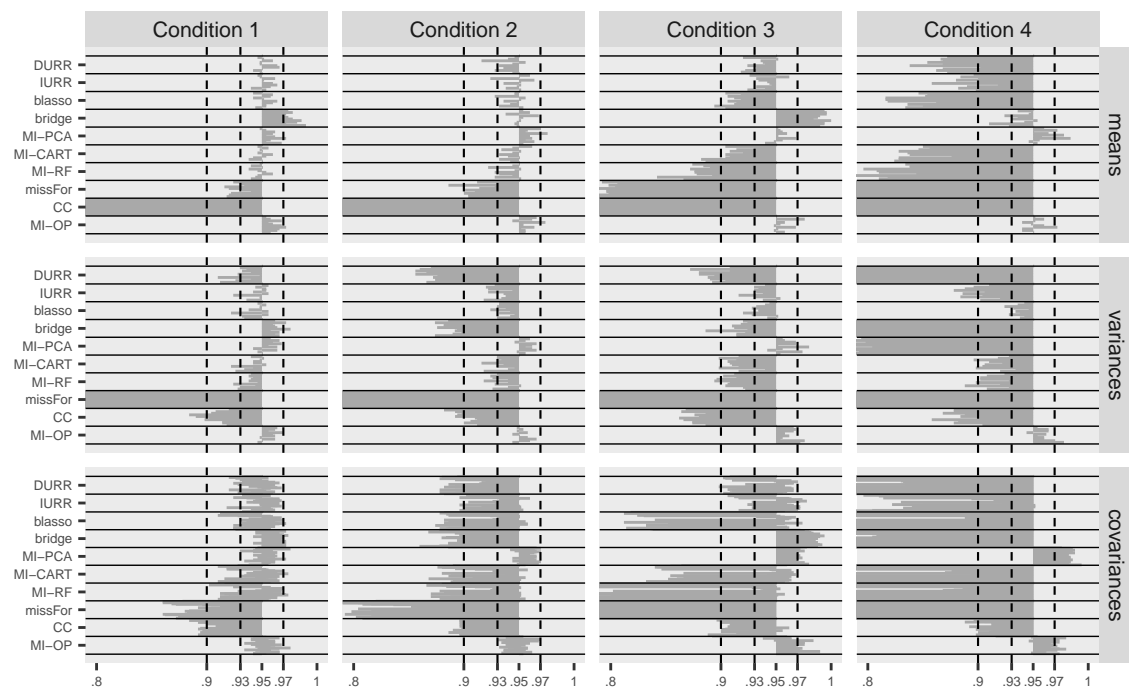 Condition 1 Condition 2 Condition 3 Condition 4
DURR
IURR
blasso
bridge
MI−PCA
MI−CART
MI−RF
missFor
CC
MI−OP
means
DURR
IURR
blasso
bridge
MI−PCA
MI−CART
MI−RF
missFor
CC
MI−OP
variances
DURR
IURR
blasso
bridge
MI−PCA
MI−CART
MI−RF
missFor
CC
MI−OP
covariances
.8 .9 .93 .95 .97 1 .8 .9 .93 .95 .97 1 .8 .9 .93 .95 .97 1 .8 .9 .93 .95 .97 1